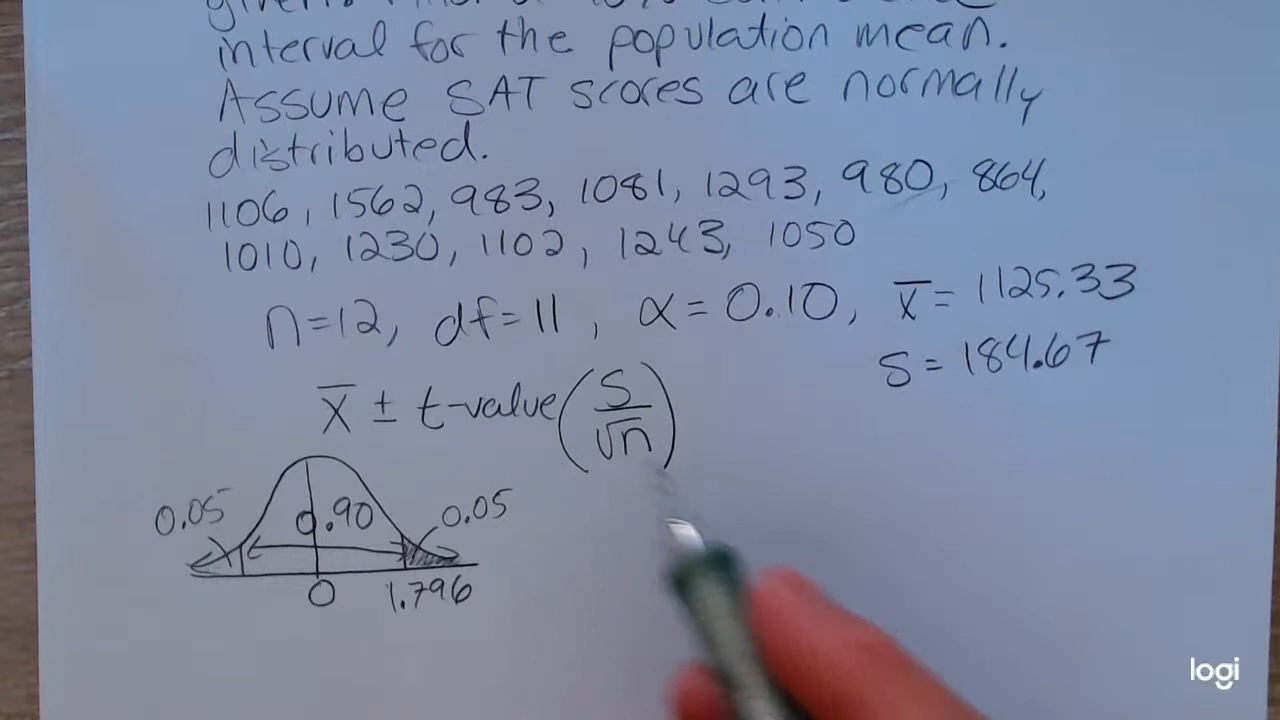 interval for the population mean.
Assume SAT scores are normally
distributed.
1106, 1562, 983, 1081, 1293, 980, 864,
1010, 1230, 1102, 1243, 1050
n=12, df=11, α=0.10, x̄=1125.33
s=184.67
x̄ ± t-value(s/√n)
0.05 0.90 0.05
0 1.796
logi